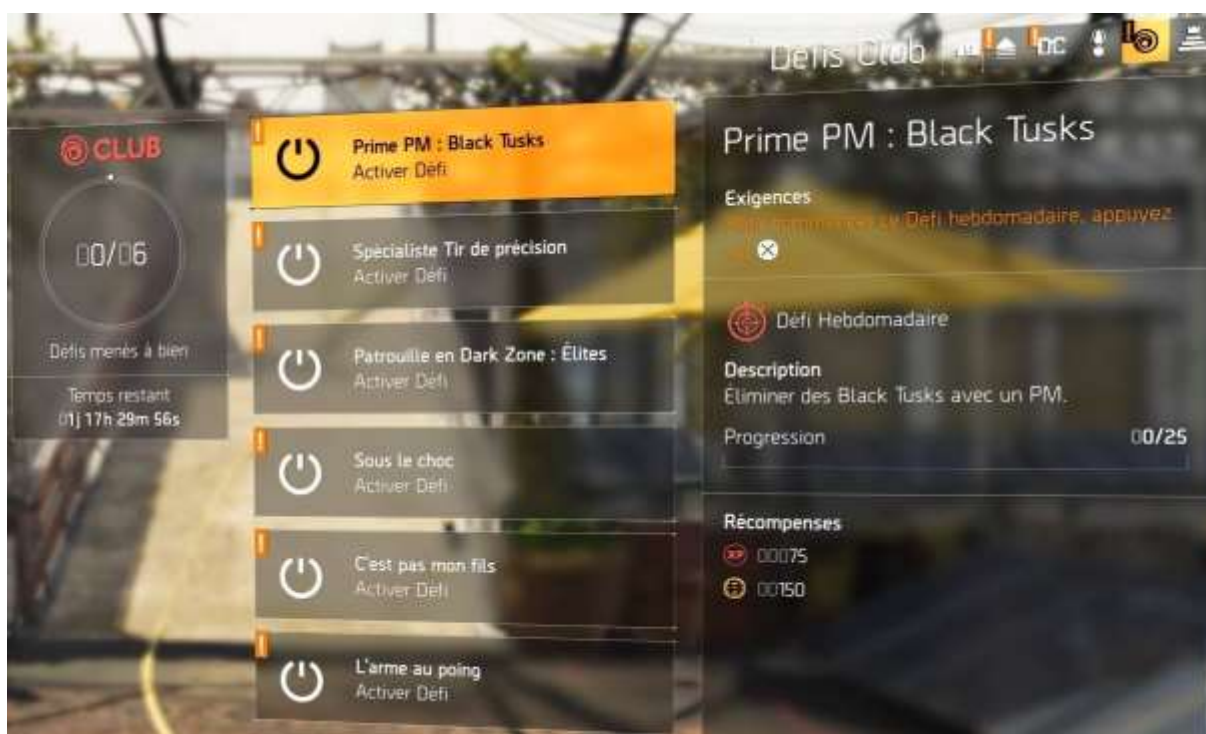 Défis Club
DC
CLUB
00/06
Défis menés à bien
Temps restant
01j 17h 29m 56s
Prime PM : Black Tusks
Activer Défi
Spécialiste Tir de précision
Activer Défi
Patrouille en Dark Zone : Élites
Activer Défi
Sous le choc
Activer Défi
C'est pas mon fils
Activer Défi
L'arme au poing
Activer Défi
Prime PM : Black Tusks
Exigences
Défi hebdomadaire, appuyez
Défi Hebdomadaire
Description
Éliminer des Black Tusks avec un PM.
Progression 00/25
Récompenses
XP 00075
00150